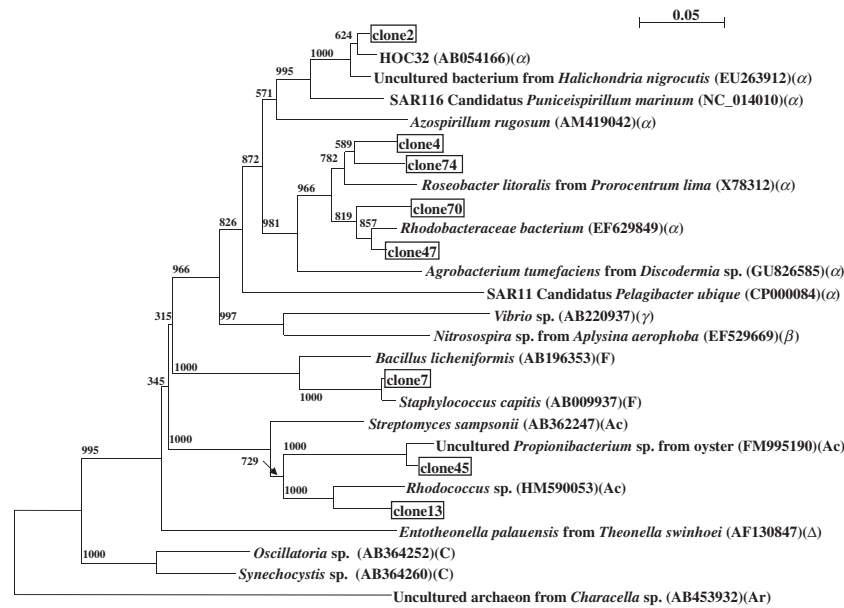 0.05
624
clone2
1000
HOC32 (AB054166)(α)
995
Uncultured bacterium from Halichondria nigrocutis (EU263912)(α)
571
SAR116 Candidatus Puniceispirillum marinum (NC_014010)(α)
Azospirillum rugosum (AM419042)(α)
589
clone4
872
782
clone74
Roseobacter litoralis from Prorocentrum lima (X78312)(α)
966
clone70
826
981
819
857
Rhodobacteraceae bacterium (EF629849)(α)
clone47
966
Agrobacterium tumefaciens from Discodermia sp. (GU826585)(α)
SAR11 Candidatus Pelagibacter ubique (CP000084)(α)
315
997
Vibrio sp. (AB220937)(γ)
Nitrosospira sp. from Aplysina aerophoba (EF529669)(β)
Bacillus licheniformis (AB196353)(F)
1000
345
clone7
1000
Staphylococcus capitis (AB009937)(F)
Streptomyces sampsonii (AB362247)(Ac)
1000
995
1000
Uncultured Propionibacterium sp. from oyster (FM995190)(Ac)
729
clone45
1000
Rhodococcus sp. (HM590053)(Ac)
clone13
Entotheonella palauensis from Theonella swinhoei (AF130847)(Δ)
1000
Oscillatoria sp. (AB364252)(C)
Synechocystis sp. (AB364260)(C)
Uncultured archaeon from Characella sp. (AB453932)(Ar)